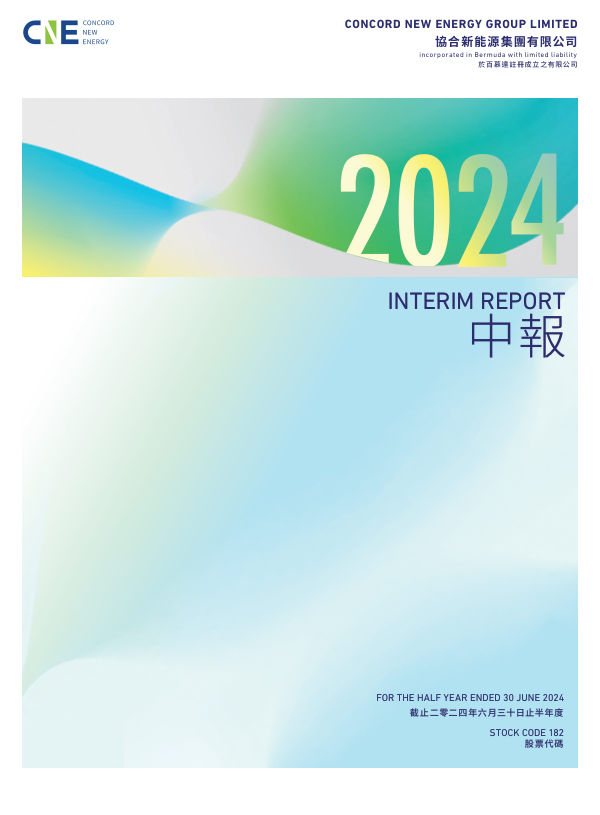 CNE
CONCORD
NEW
ENERGY
CONCORD NEW ENERGY GROUP LIMITED
協合新能源集團有限公司
incorporated in Bermuda with limited liability
於百慕達註冊成立之有限公司
2024
INTERIM REPORT
中報
FOR THE HALF YEAR ENDED 30 JUNE 2024
截止二零二四年六月三十日止半年度
STOCK CODE 182
股票代碼